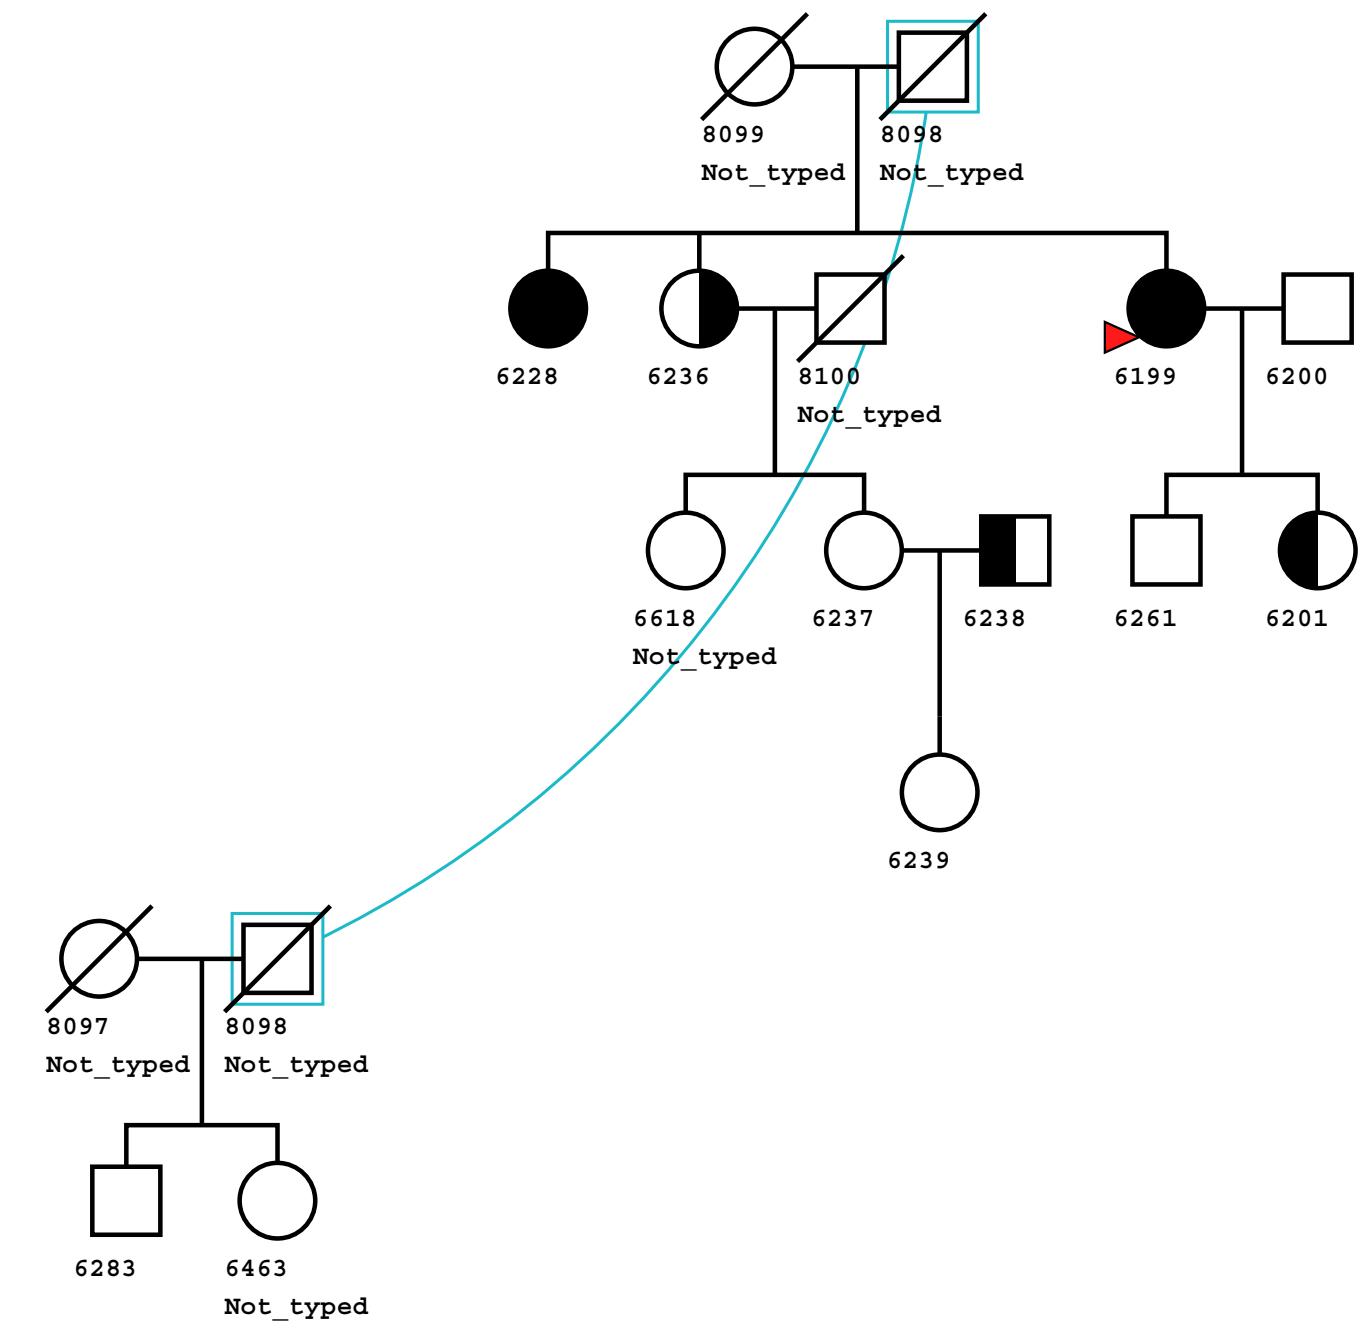 8099 8098
Not_typed Not_typed
6228 6236 8100 6199 6200
Not_typed
6618 6237 6238 6261 6201
Not_typed
6239
8097 8098
Not_typed Not_typed
6283 6463
Not_typed